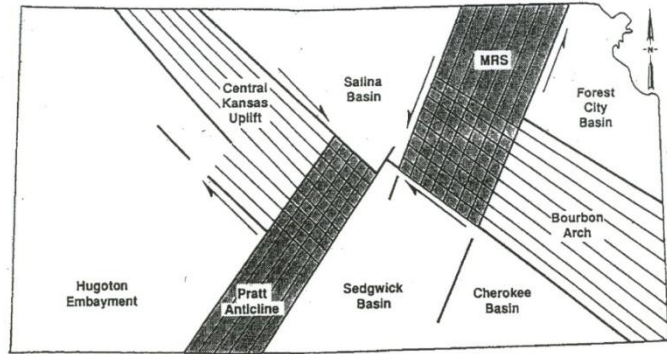 MRS
-N-
Salina
Basin
Central
Kansas
Uplift
Forest
City
Basin
Bourbon
Arch
Hugoton
Embayment
Pratt
Anticline
Sedgwick
Basin
Cherokee
Basin